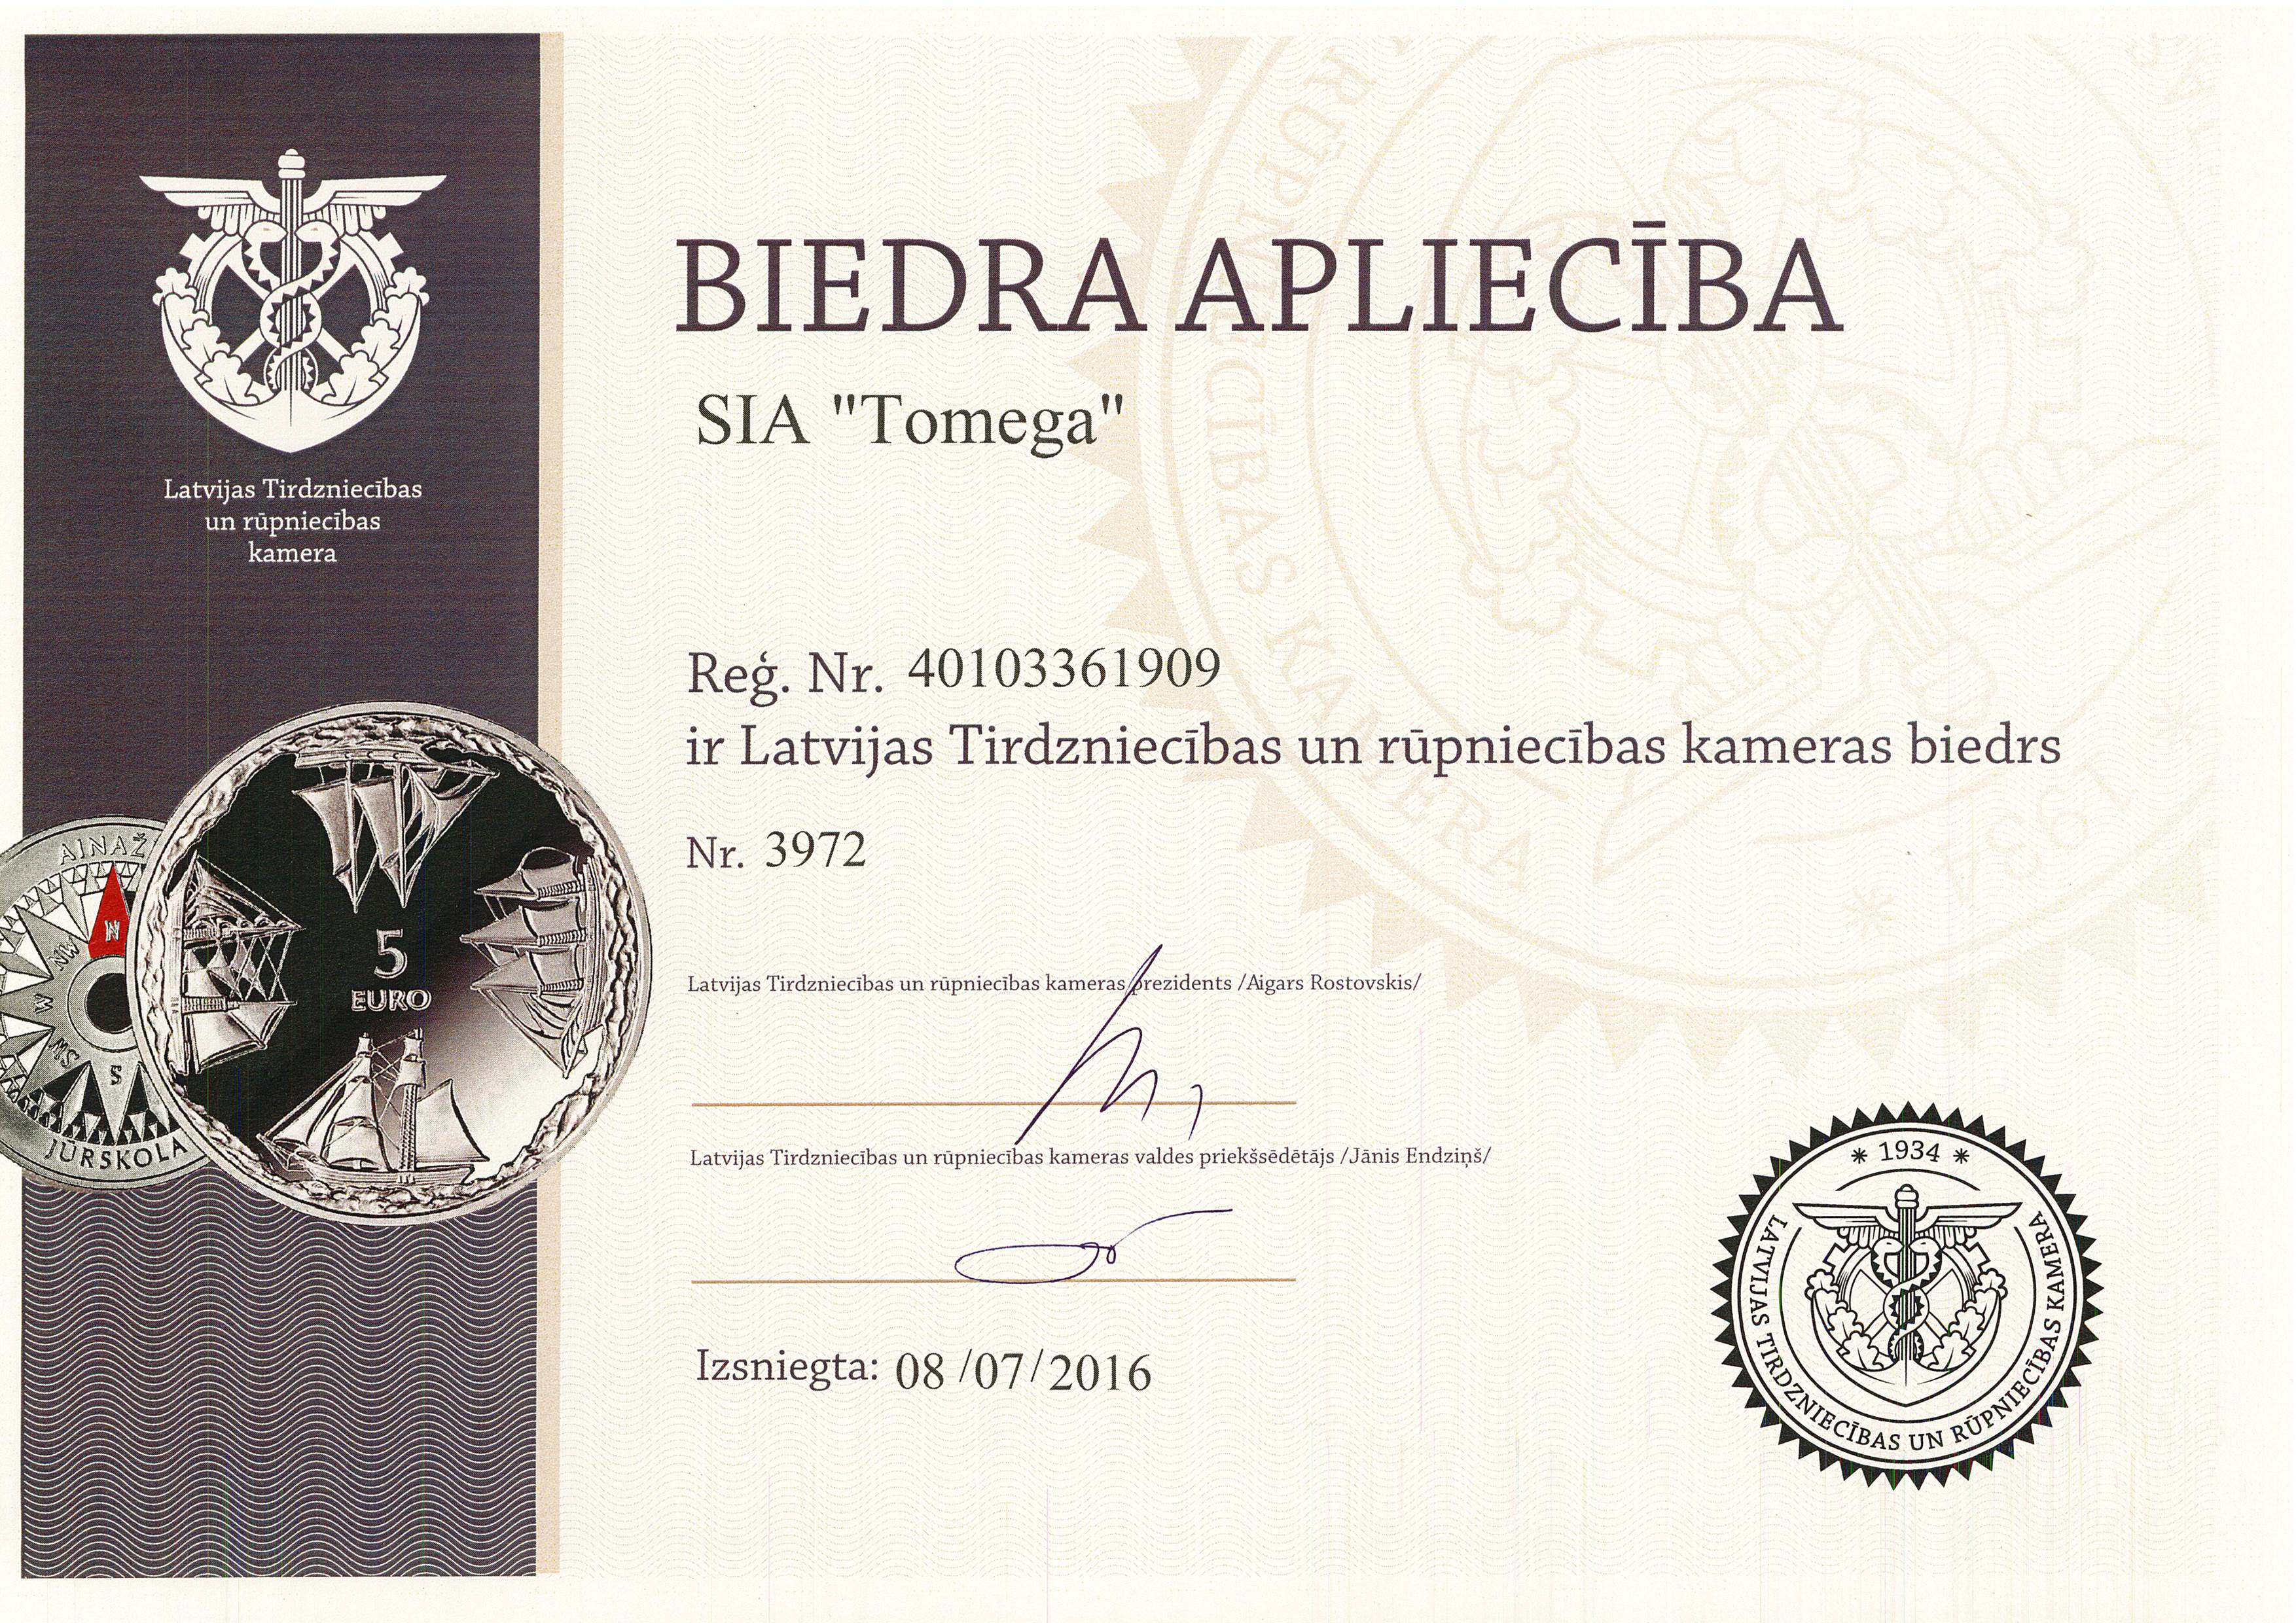 Latvijas Tirdzniecības
un rūpniecības
kamera
BIEDRA APLIECĪBA
SIA "Tomega"
Reģ. Nr. 40103361909
ir Latvijas Tirdzniecības un rūpniecības kameras biedrs
Nr. 3972
Latvijas Tirdzniecības un rūpniecības kameras prezidents /Aigars Rostovskis/
Latvijas Tirdzniecības un rūpniecības kameras valdes priekšsēdētājs /Jānis Endziņš/
Izsniegta: 08/07/2016
AINAŽ
N
NW
W
SW
S
JŪRSKOLA
5
EURO
* 1934 *
LATVIJAS TIRDZNIECĪBAS UN RŪPNIECĪBAS KAMERA
RŪPNIECĪBAS KAMERA